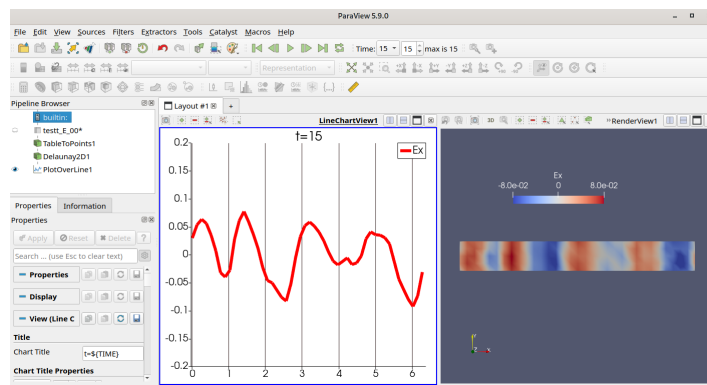 ParaView 5.9.0
File Edit View Sources Filters Extractors Tools Catalyst Macros Help
Time: 15 15 max is 15
Representation
Pipeline Browser
builtin:
testt_E_00*
TableToPoints1
Delaunay2D1
PlotOverLine1
Properties Information
Properties
Apply Reset Delete ?
Search ... (use Esc to clear text)
Properties
Display
View (Line C
Title
Chart Title t=${TIME}
Chart Title Properties
Layout #1 +
LineChartView1
t=15
Ex
0.2
0.15
0.1
0.05
0
-0.05
-0.1
-0.15
-0.2
0 1 2 3 4 5 6
3D
RenderView1
Ex
-8.0e-02 0 8.0e-02
Y
Z X